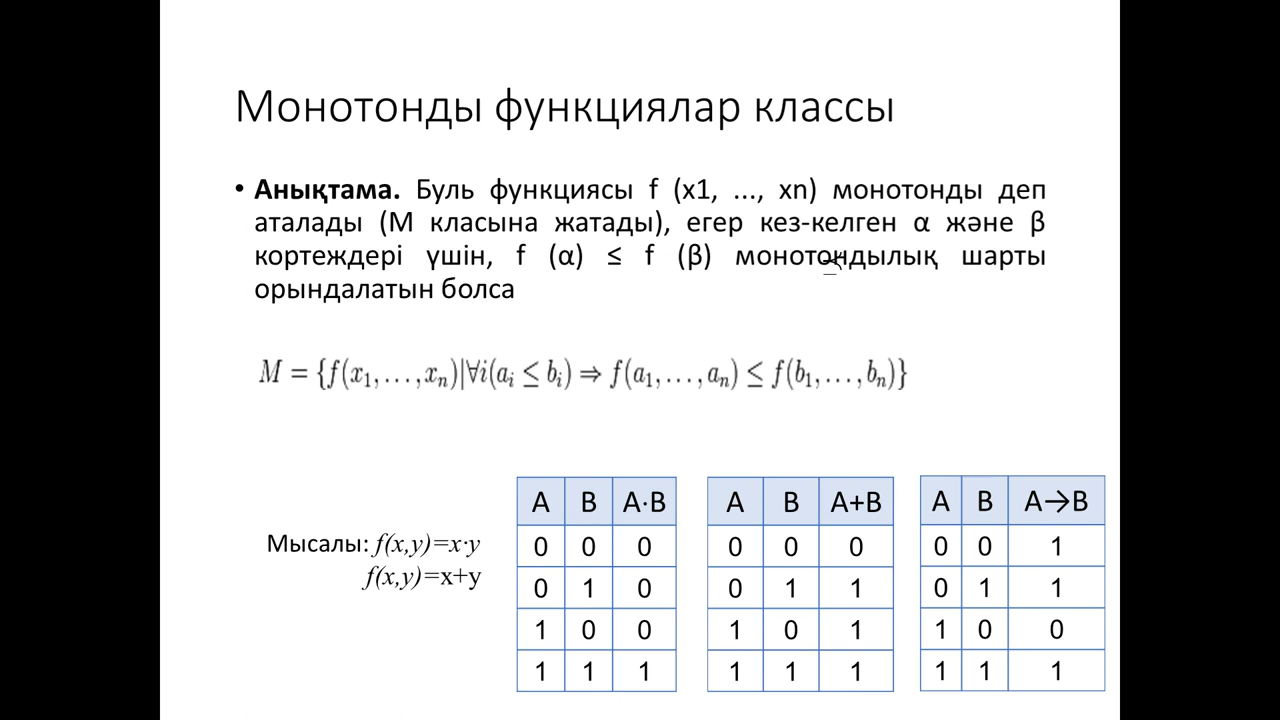 Монотонды функциялар классы
• Анықтама. Буль функциясы f (x1, ..., xn) монотонды деп
аталады (M класына жатады), егер кез-келген α және β
кортеждері үшін, f (α) ≤ f (β) монотондылық шарты
орындалатын болса
M = {f(x₁,...,xₙ)|∀i(aᵢ ≤ bᵢ) ⇒ f(a₁,...,aₙ) ≤ f(b₁,...,bₙ)}
Мысалы: f(x,y)=x·y
f(x,y)=x+y
A B A·B
0 0 0
0 1 0
1 0 0
1 1 1
A B A+B
0 0 0
0 1 1
1 0 1
1 1 1
A B A→B
0 0 1
0 1 1
1 0 0
1 1 1